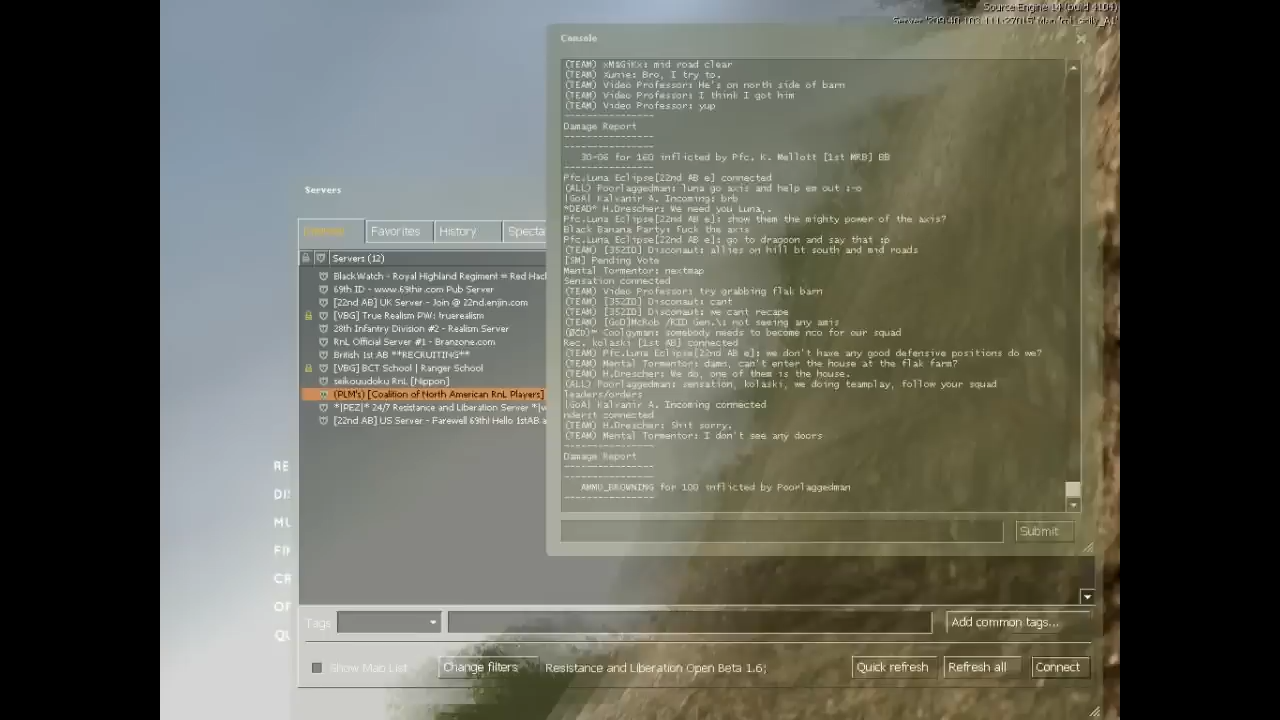 Source Engine 14 (build 4104)
Console
(TEAM) xM@GiKx: mid road clear
(TEAM) Xumie: Bro, I try to.
(TEAM) Video Professor: He's on north side of barn
(TEAM) Video Professor: I think I got him
(TEAM) Video Professor: yup
----------------
Damage Report
----------------
----------------
30-06 for 160 inflicted by Pfc. K. Mellott [1st MRB] BB
----------------
Pfc.Luna Eclipse[22nd AB e] connected
(ALL) Poorlaggedman: luna go axis and help em out :-o
|GoA| Kalvanir A. Incoming: brb
*DEAD* H.Drescher: We need you Luna,.
Pfc.Luna Eclipse[22nd AB e]: show them the mighty power of the axis?
Black Banana Party: fuck the axis
Pfc.Luna Eclipse[22nd AB e]: go to dragoon and say that :p
(TEAM) [352ID] Disconaut: allies on hill bt south and mid roads
[SM] Pending Vote
Mental Tormentor: nextmap
Sensation connected
(TEAM) Video Professor: try grabbing flak barn
(TEAM) [352ID] Disconaut: cant
(TEAM) [352ID] Disconaut: we cant recape
(TEAM) [GoD]McRob /RID Gen.\: not seeing any amis
(ØCD)* Coolgyman: somebody needs to become nco for our squad
Rec. kolaski [1st AB] connected
(TEAM) Pfc.Luna Eclipse[22nd AB e]: we don't have any good defensive positions do we?
(TEAM) Mental Tormentor: damn, can't enter the house at the flak farm?
(TEAM) H.Drescher: We do, one of them is the house.
(ALL) Poorlaggedman: sensation, kolaski, we doing teamplay, follow your squad
leaders/orders
|GoA| Kalvanir A. Incoming connected
nderst connected
(TEAM) H.Drescher: Shit sorry.
(TEAM) Mental Tormentor: I don't see any doors
----------------
Damage Report
----------------
----------------
AMMO_BROWNING for 100 inflicted by Poorlaggedman
----------------
Submit
Servers
Favorites
History
Specta
Servers (12)
BlackWatch - Royal Highland Regiment = Red Hac
69th ID - www.69thir.com Pub Server
[22nd AB] UK Server - Join @ 22nd.enjin.com
[VBG] True Realism PW: truerealism
28th Infantry Division #2 - Realism Server
RnL Official Server #1 - Branzone.com
British 1st AB **RECRUITING**
[VBG] BCT School | Ranger School
seikouudoku RnL [Nippon]
(PLM's) [Coalition of North American RnL Players]
*|PEZ|* 24/7 Resistance and Liberation Server *|v
[22nd AB] US Server - Farewell 69th! Hello 1stAB a
RE
DI
MU
FI
CR
QU
Tags
Add common tags...
Show Map List
Change filters
Resistance and Liberation Open Beta 1.6;
Quick refresh
Refresh all
Connect